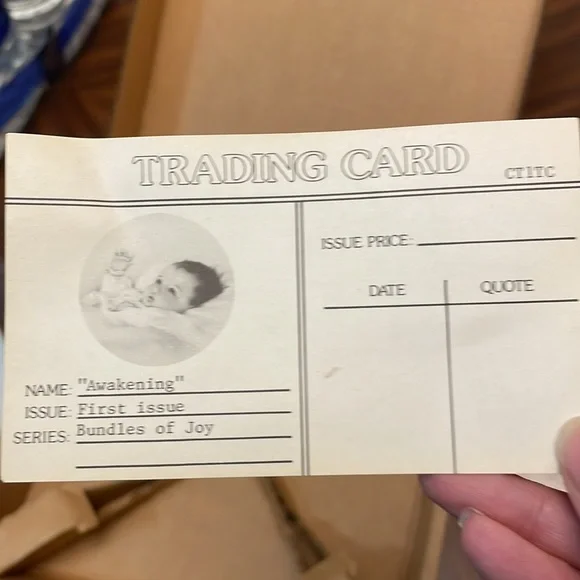 TRADING CARD
CT1TC
NAME: "Awakening"
ISSUE: First issue
SERIES: Bundles of Joy
ISSUE PRICE:
DATE QUOTE